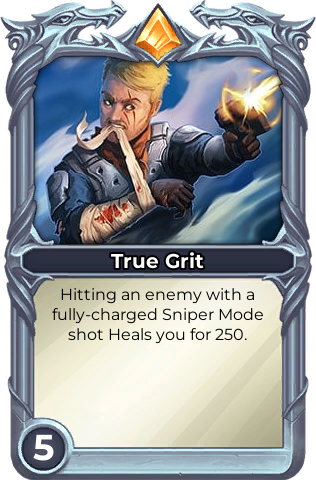 True Grit
Hitting an enemy with a
fully-charged Sniper Mode
shot Heals you for 250.
5